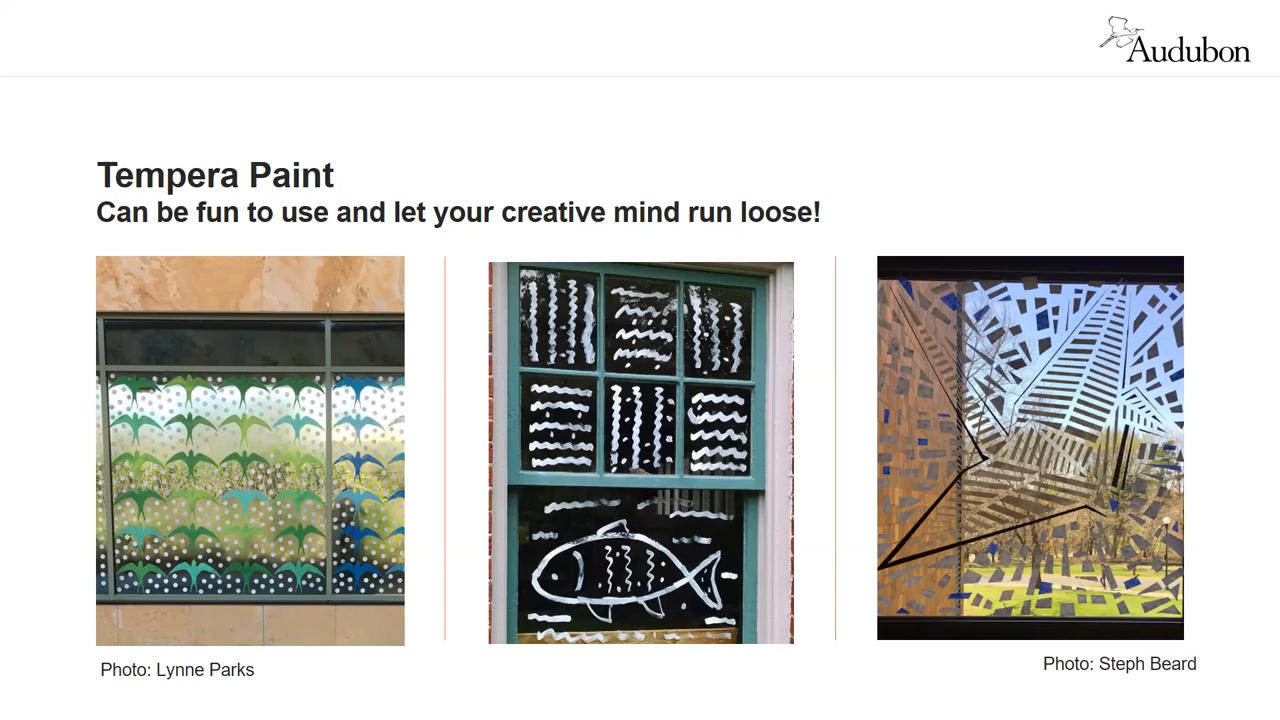 Audubon
Tempera Paint
Can be fun to use and let your creative mind run loose!
Photo: Lynne Parks
Photo: Steph Beard